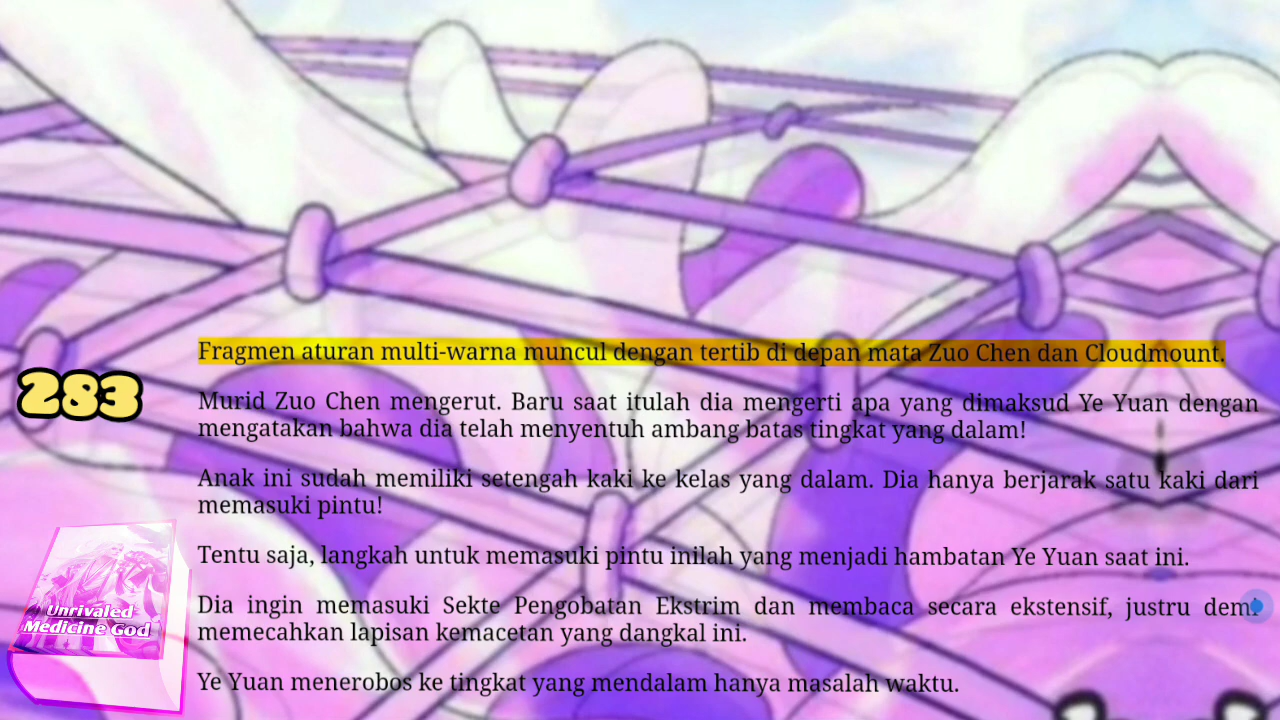 Fragmen aturan multi-warna muncul dengan tertib di depan mata Zuo Chen dan Cloudmount.
283
Murid Zuo Chen mengerut. Baru saat itulah dia mengerti apa yang dimaksud Ye Yuan dengan
mengatakan bahwa dia telah menyentuh ambang batas tingkat yang dalam!
Anak ini sudah memiliki setengah kaki ke kelas yang dalam. Dia hanya berjarak satu kaki dari
memasuki pintu!
Tentu saja, langkah untuk memasuki pintu inilah yang menjadi hambatan Ye Yuan saat ini.
Dia ingin memasuki Sekte Pengobatan Ekstrim dan membaca secara ekstensif, justru demi
memecahkan lapisan kemacetan yang dangkal ini.
Ye Yuan menerobos ke tingkat yang mendalam hanya masalah waktu.
Unrivaled
Medicine God